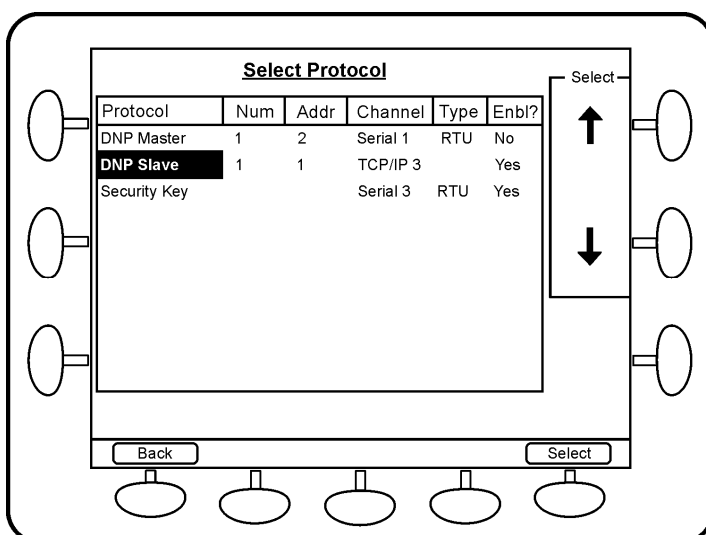 Select Protocol
Select
Protocol Num Addr Channel Type Enbl?
DNP Master 1 2 Serial 1 RTU No
DNP Slave 1 1 TCP/IP 3 Yes
Security Key Serial 3 RTU Yes
Back Select